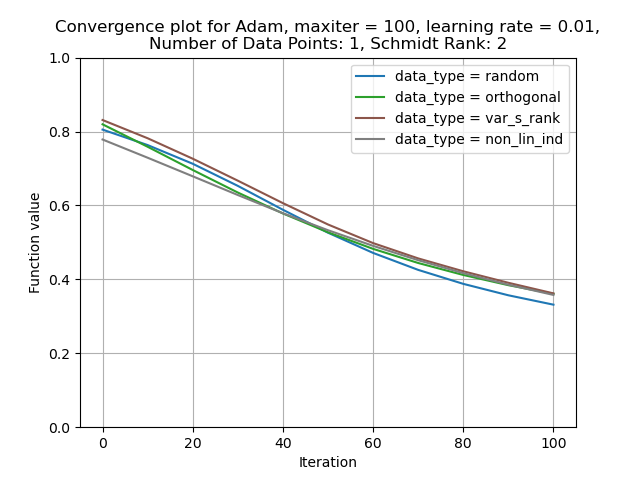 Convergence plot for Adam, maxiter = 100, learning rate = 0.01,
Number of Data Points: 1, Schmidt Rank: 2
data_type = random
data_type = orthogonal
data_type = var_s_rank
data_type = non_lin_ind
Function value
1.0
0.8
0.6
0.4
0.2
0.0
0 20 40 60 80 100
Iteration